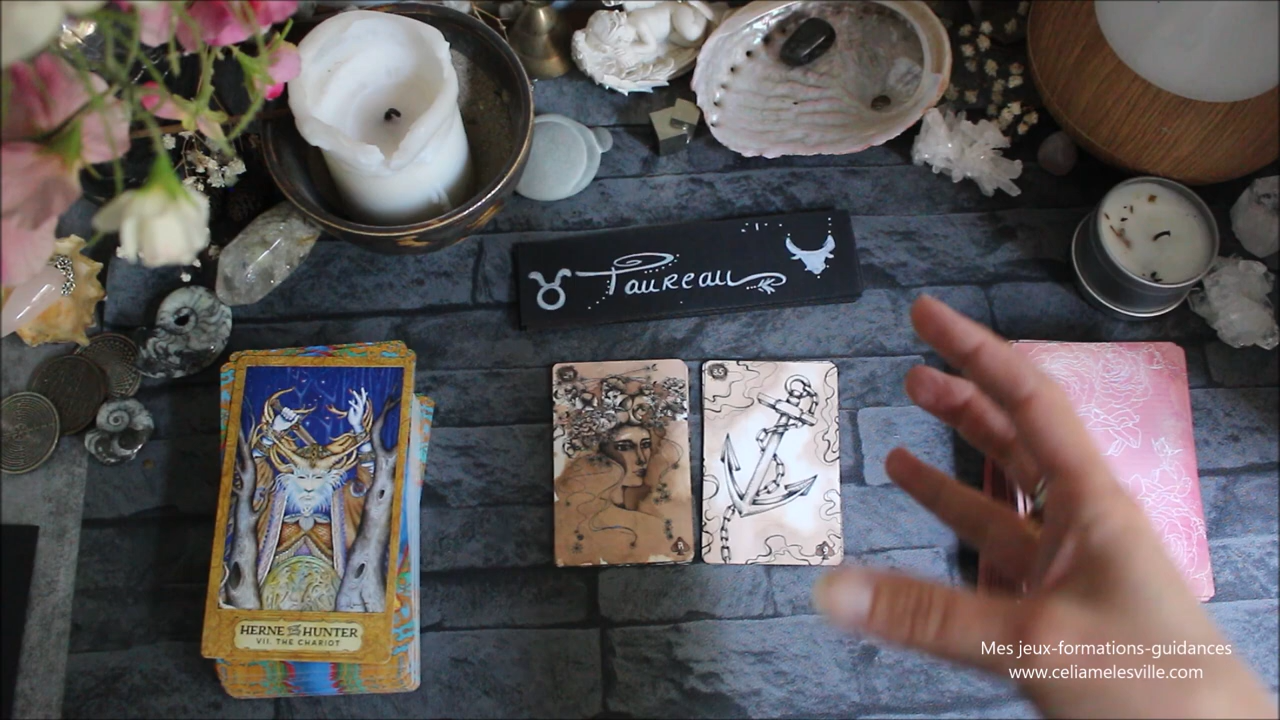 Taureau
35
HERNE THE HUNTER
VII. THE CHARIOT
Mes jeux-formations-guidances
www.celiamelesville.com